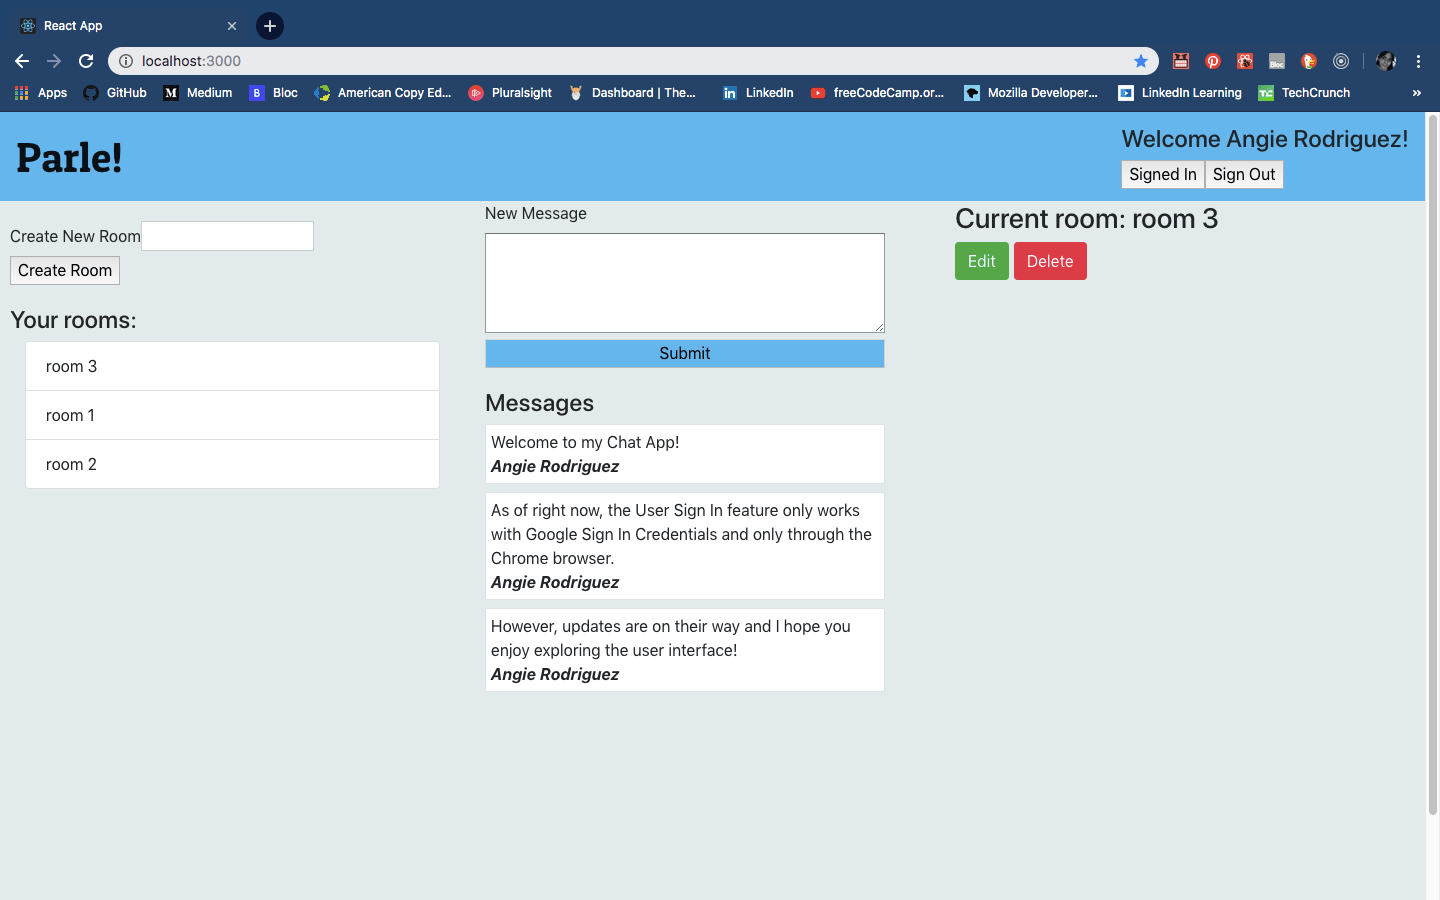 React App
localhost:3000
Bloc
Apps
GitHub
M Medium
B Bloc
American Copy Ed...
Pluralsight
Dashboard | The...
in LinkedIn
freeCodeCamp.or...
Mozilla Developer...
LinkedIn Learning
TC TechCrunch
»
Parle!
Welcome Angie Rodriguez!
Signed In Sign Out
Create New Room
Create Room
Your rooms:
room 3
room 1
room 2
New Message
Submit
Messages
Welcome to my Chat App!
Angie Rodriguez
As of right now, the User Sign In feature only works
with Google Sign In Credentials and only through the
Chrome browser.
Angie Rodriguez
However, updates are on their way and I hope you
enjoy exploring the user interface!
Angie Rodriguez
Current room: room 3
Edit Delete